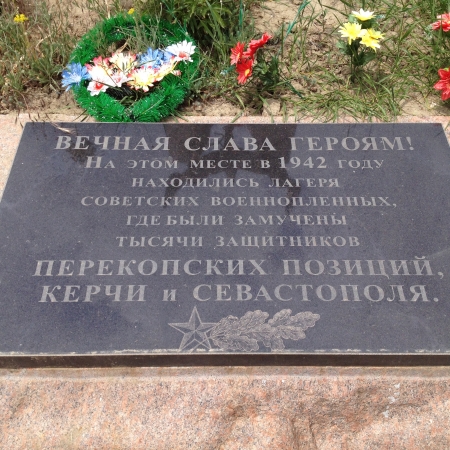 ВЕЧНАЯ СЛАВА ГЕРОЯМ!
НА ЭТОМ МЕСТЕ В 1942 ГОДУ
НАХОДИЛИСЬ ЛАГЕРЯ
СОВЕТСКИХ ВОЕННОПЛЕННЫХ,
ГДЕ БЫЛИ ЗАМУЧЕНЫ
ТЫСЯЧИ ЗАЩИТНИКОВ
ПЕРЕКОПСКИХ ПОЗИЦИЙ,
КЕРЧИ и СЕВАСТОПОЛЯ.